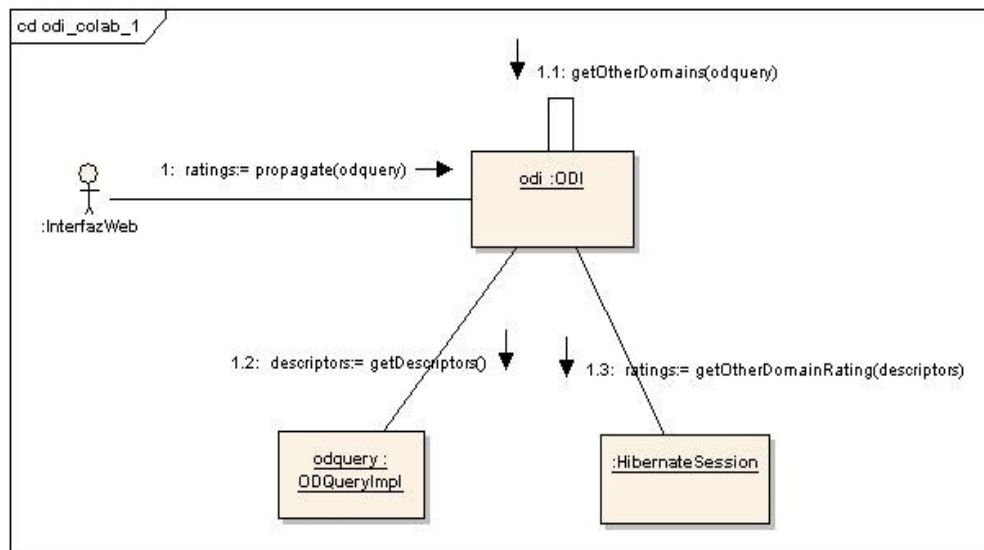 cd odi_colab_1
1.1: getOtherDomains(odquery)
1: ratings:= propagate(odquery)
odi :ODI
:InterfazWeb
1.2: descriptors:= getDescriptors()
1.3: ratings:= getOtherDomainRating(descriptors)
odquery :
ODQueryImpl
:HibernateSession